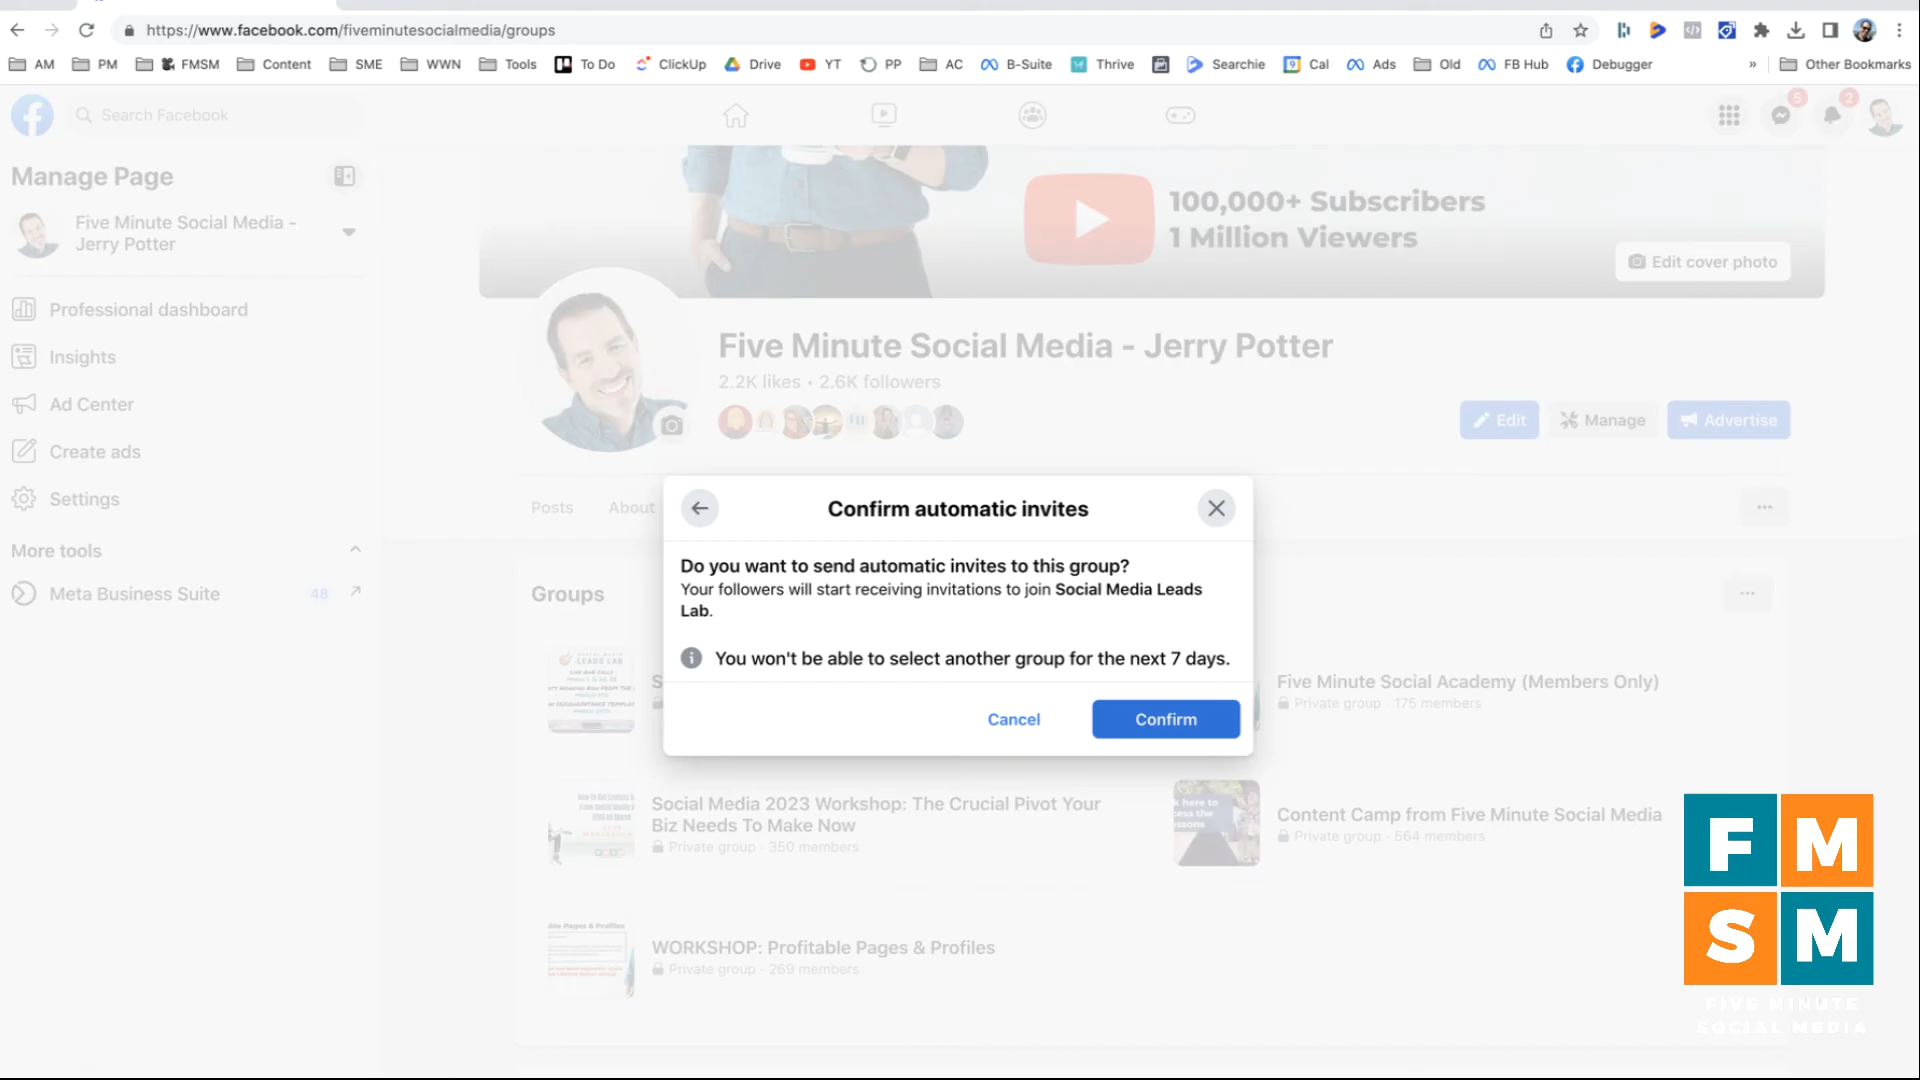 https://www.facebook.com/fiveminutesocialmedia/groups
AM PM FMSM Content SME WWN Tools To Do ClickUp Drive YT PP AC B-Suite Thrive Searchie Cal Ads Old FB Hub Debugger » Other Bookmarks
Search Facebook
5
2
Manage Page
Five Minute Social Media -
Jerry Potter
Professional dashboard
Insights
Ad Center
Create ads
Settings
More tools
Meta Business Suite 48
100,000+ Subscribers
1 Million Viewers
Edit cover photo
Five Minute Social Media - Jerry Potter
2.2K likes • 2.6K followers
Edit Manage Advertise
Posts About
Groups
Confirm automatic invites
Do you want to send automatic invites to this group?
Your followers will start receiving invitations to join Social Media Leads
Lab.
You won't be able to select another group for the next 7 days.
Cancel Confirm
LEADS LAB
S
Five Minute Social Academy (Members Only)
Private group · 175 members
Social Media 2023 Workshop: The Crucial Pivot Your
Biz Needs To Make Now
Private group · 350 members
Content Camp from Five Minute Social Media
Private group · 564 members
WORKSHOP: Profitable Pages & Profiles
Private group · 269 members
FM
SM
FIVE MINUTE
SOCIAL MEDIA